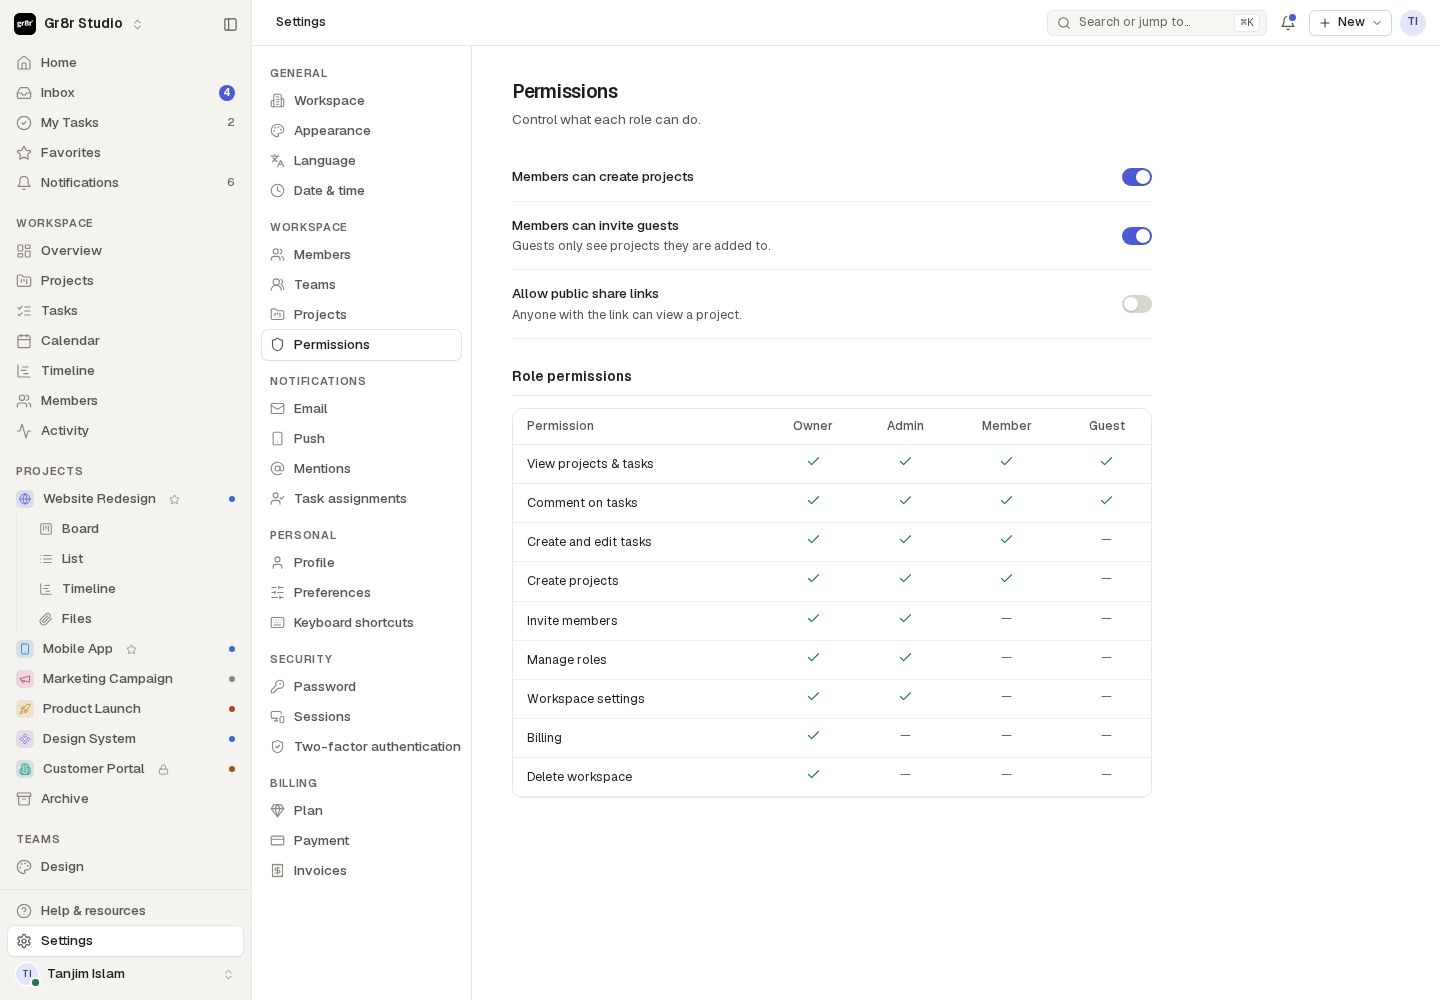 gr8r
Gr8r Studio
Home
Inbox 4
My Tasks 2
Favorites
Notifications 6
WORKSPACE
Overview
Projects
Tasks
Calendar
Timeline
Members
Activity
PROJECTS
Website Redesign
Board
List
Timeline
Files
Mobile App
Marketing Campaign
Product Launch
Design System
Customer Portal
Archive
TEAMS
Design
Help & resources
Settings
TI Tanjim Islam
Settings
Search or jump to... ⌘K
New
TI
GENERAL
Workspace
Appearance
Language
Date & time
WORKSPACE
Members
Teams
Projects
Permissions
NOTIFICATIONS
Email
Push
Mentions
Task assignments
PERSONAL
Profile
Preferences
Keyboard shortcuts
SECURITY
Password
Sessions
Two-factor authentication
BILLING
Plan
Payment
Invoices
Permissions
Control what each role can do.
Members can create projects
Members can invite guests
Guests only see projects they are added to.
Allow public share links
Anyone with the link can view a project.
Role permissions
Permission Owner Admin Member Guest
View projects & tasks ✓ ✓ ✓ ✓
Comment on tasks ✓ ✓ ✓ ✓
Create and edit tasks ✓ ✓ ✓ —
Create projects ✓ ✓ ✓ —
Invite members ✓ ✓ — —
Manage roles ✓ ✓ — —
Workspace settings ✓ ✓ — —
Billing ✓ — — —
Delete workspace ✓ — — —